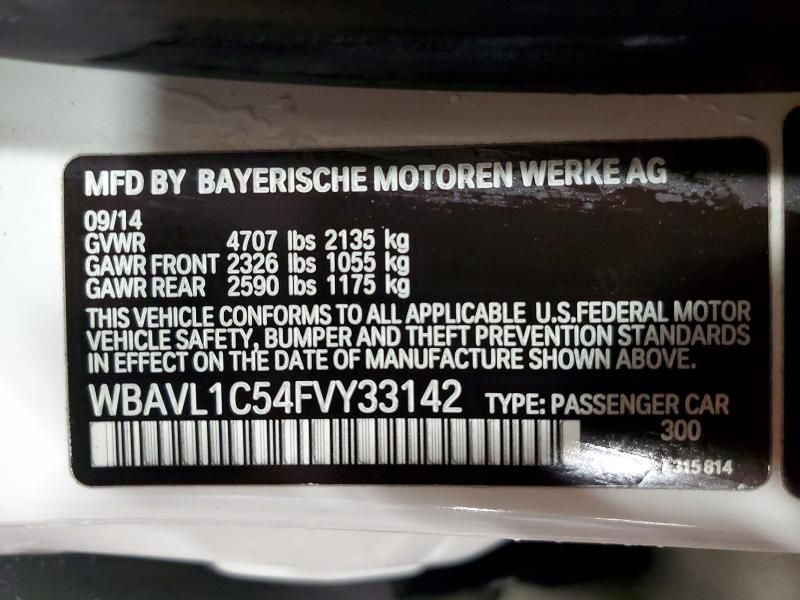 MFD BY BAYERISCHE MOTOREN WERKE AG
09/14
GVWR 4707 lbs 2135 kg
GAWR FRONT 2326 lbs 1055 kg
GAWR REAR 2590 lbs 1175 kg
THIS VEHICLE CONFORMS TO ALL APPLICABLE U.S.FEDERAL MOTOR
VEHICLE SAFETY, BUMPER AND THEFT PREVENTION STANDARDS
IN EFFECT ON THE DATE OF MANUFACTURE SHOWN ABOVE.
WBAVL1C54FVY33142 TYPE: PASSENGER CAR
300
315 814